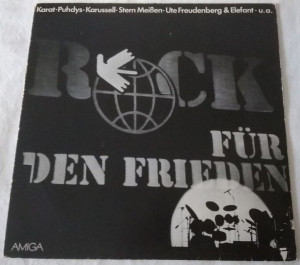 Karat·Puhdys·Karussell·Stern Meißen·Ute Freudenberg & Elefant·u.a.
ROCK
FÜR
DEN FRIEDEN
AMIGA